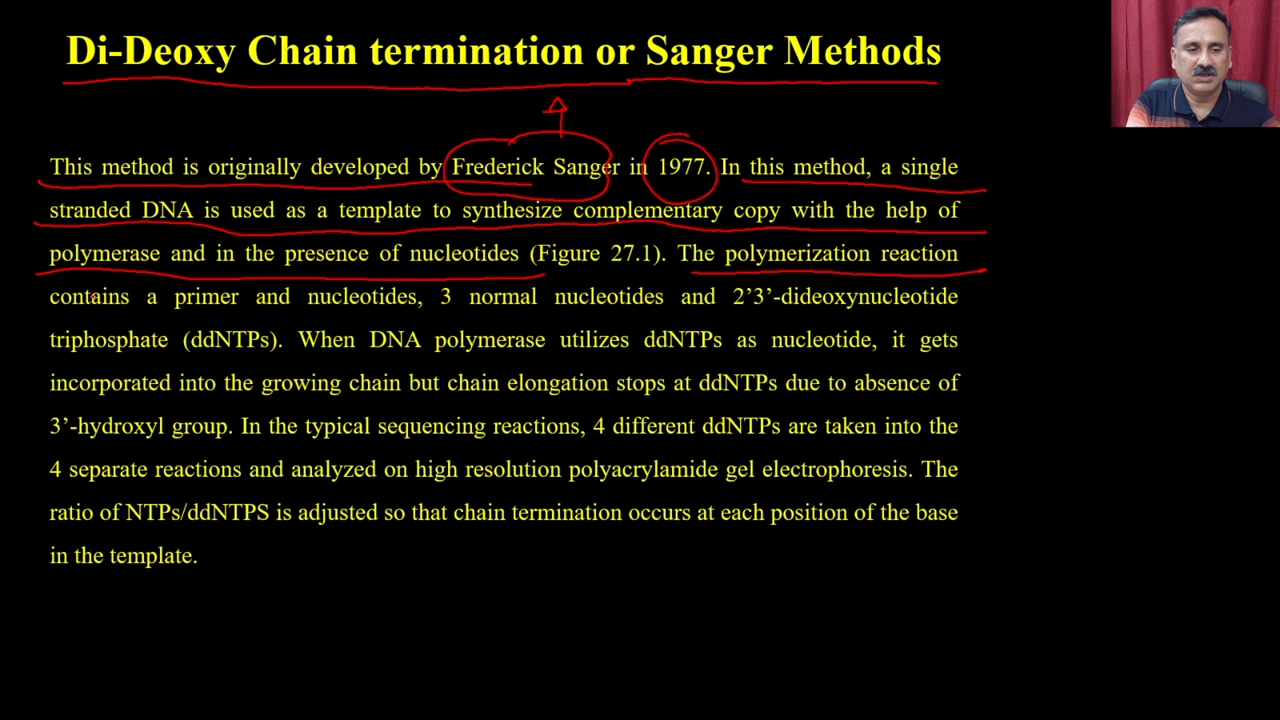 Di-Deoxy Chain termination or Sanger Methods
This method is originally developed by Frederick Sanger in 1977. In this method, a single
stranded DNA is used as a template to synthesize complementary copy with the help of
polymerase and in the presence of nucleotides (Figure 27.1). The polymerization reaction
contains a primer and nucleotides, 3 normal nucleotides and 2’3’-dideoxynucleotide
triphosphate (ddNTPs). When DNA polymerase utilizes ddNTPs as nucleotide, it gets
incorporated into the growing chain but chain elongation stops at ddNTPs due to absence of
3’-hydroxyl group. In the typical sequencing reactions, 4 different ddNTPs are taken into the
4 separate reactions and analyzed on high resolution polyacrylamide gel electrophoresis. The
ratio of NTPs/ddNTPS is adjusted so that chain termination occurs at each position of the base
in the template.